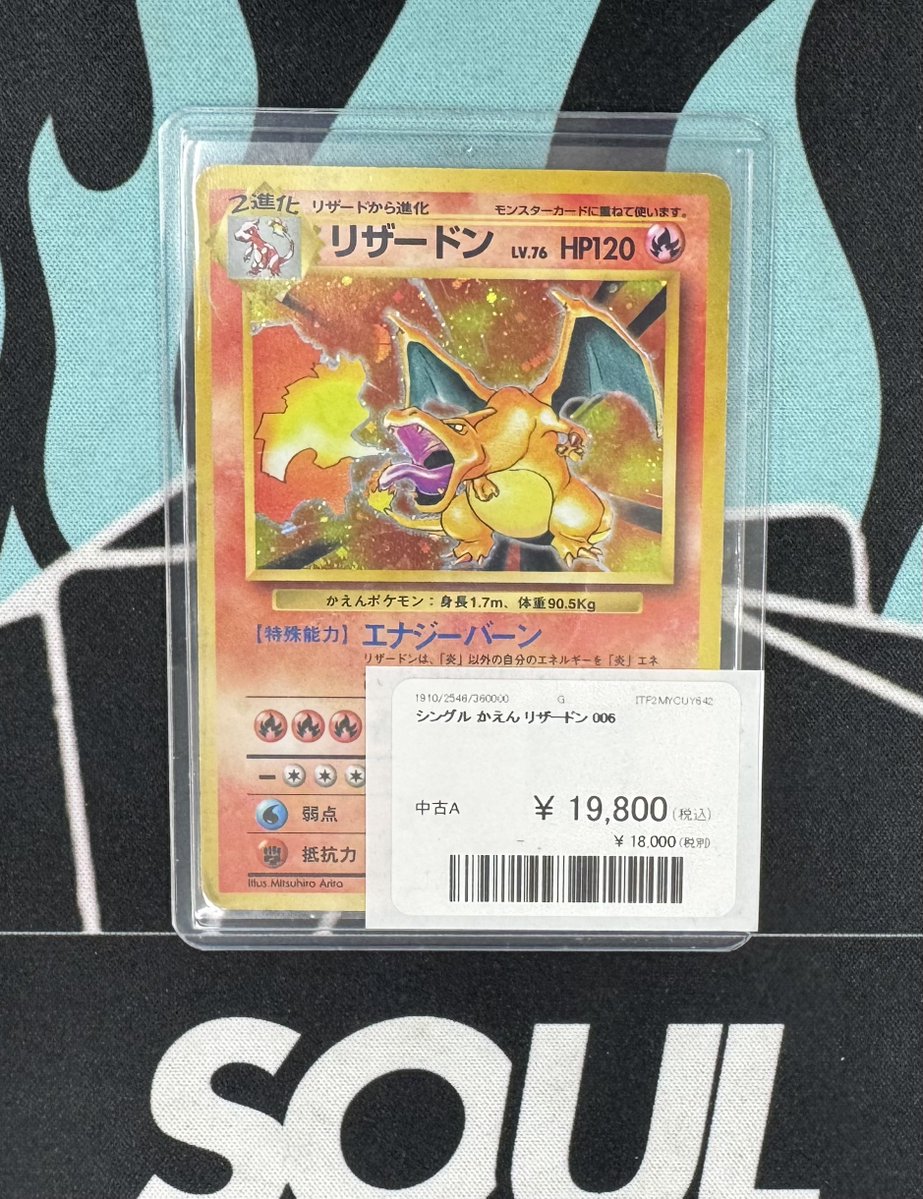 2進化 リザードから進化 モンスターカードに重ねて使います。
リザードン LV.76 HP120
かえんポケモン：身長1.7m、体重90.5Kg
【特殊能力】エナジーバーン
リザードンは、「炎」以外の自分のエネルギーを「炎」エネ
弱点
抵抗力
Illus. Mitsuhiro Arita
1910/2546/360000 G ITF2MYCUY642
シングル かえん リザードン 006
中古A ¥ 19,800(税込)
¥ 18,000(税別)
SOUL